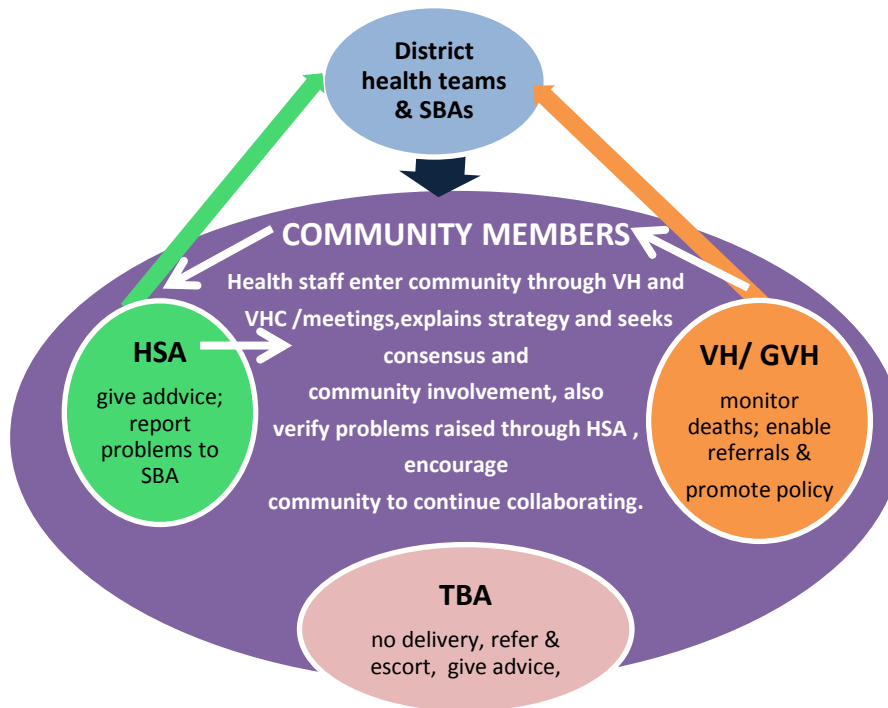 District
health teams
& SBAs
COMMUNITY MEMBERS
Health staff enter community through VH and
VHC /meetings,explains strategy and seeks
consensus and
community involvement, also
verify problems raised through HSA ,
encourage
community to continue collaborating.
HSA
give addvice;
report
problems to
SBA
VH/ GVH
monitor
deaths; enable
referrals &
promote policy
TBA
no delivery, refer &
escort, give advice,